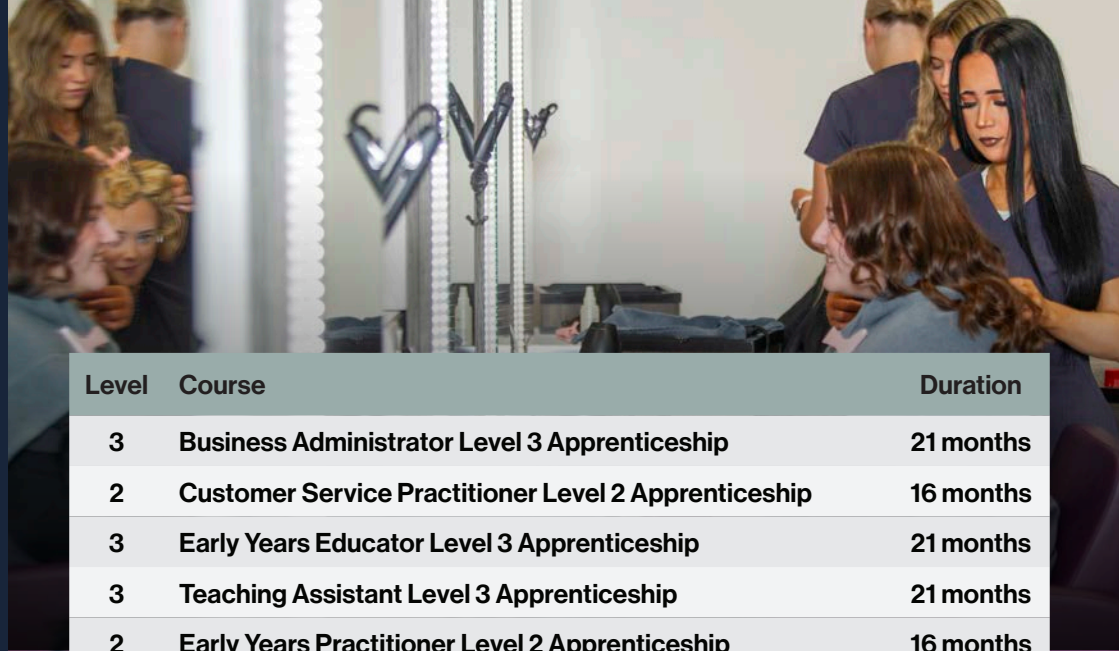 Level Course Duration
3 Business Administrator Level 3 Apprenticeship 21 months
2 Customer Service Practitioner Level 2 Apprenticeship 16 months
3 Early Years Educator Level 3 Apprenticeship 21 months
3 Teaching Assistant Level 3 Apprenticeship 21 months
2 Early Years Practitioner Level 2 Apprenticeship 16 months